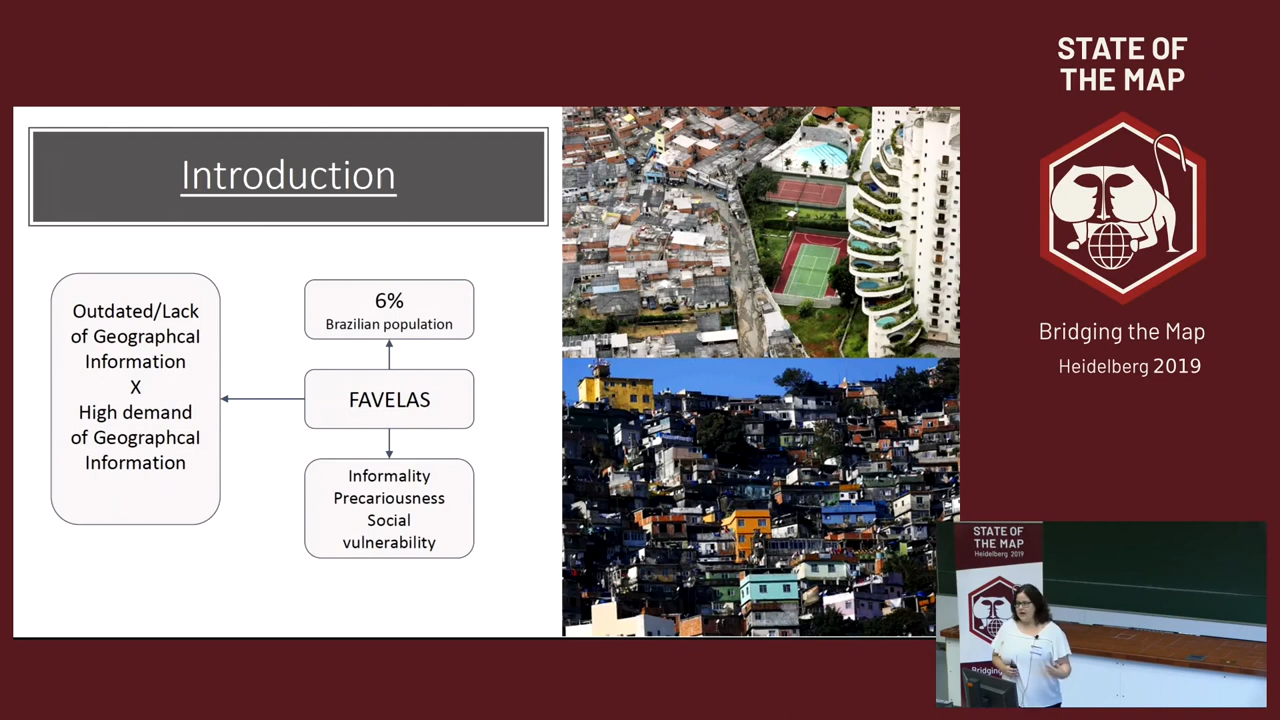 STATE OF
THE MAP
Bridging the Map
Heidelberg 2019
Introduction
Outdated/Lack
of Geographcal
Information
X
High demand
of Geographcal
Information
6%
Brazilian population
FAVELAS
Informality
Precariousness
Social
vulnerability
STATE OF
THE MAP
Heidelberg 2019
Bridging